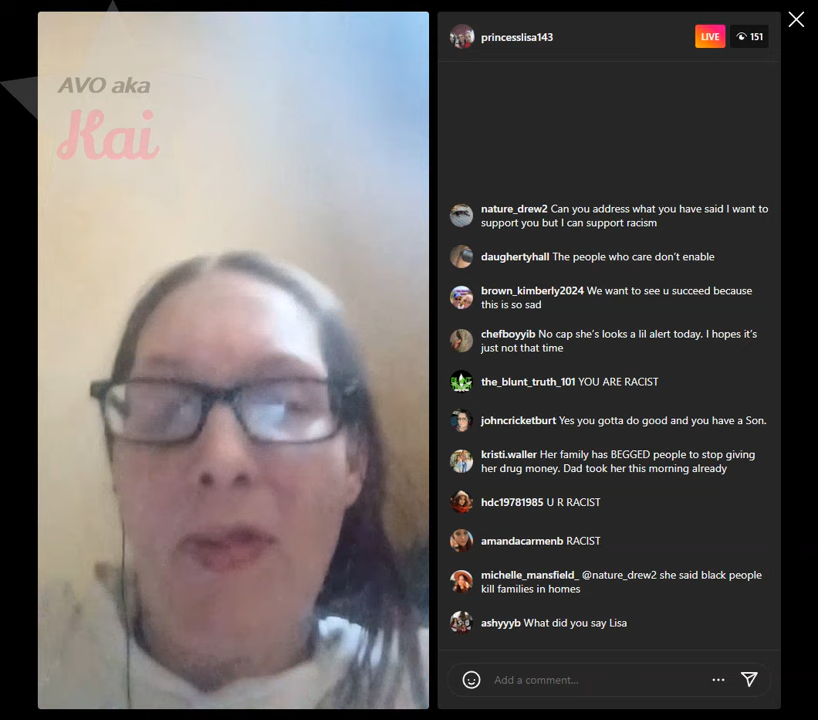 AVO aka
Kai
princesslisa143
LIVE
151
nature_drew2 Can you address what you have said I want to
support you but I can support racism
daughertyhall The people who care don't enable
brown_kimberly2024 We want to see u succeed because
this is so sad
chefboyyib No cap she's looks a lil alert today. I hopes it's
just not that time
the_blunt_truth_101 YOU ARE RACIST
johncricketburt Yes you gotta do good and you have a Son.
kristi.waller Her family has BEGGED people to stop giving
her drug money. Dad took her this morning already
hdc19781985 U R RACIST
amandacarmenb RACIST
michelle_mansfield_ @nature_drew2 she said black people
kill families in homes
ashyyyb What did you say Lisa
Add a comment...